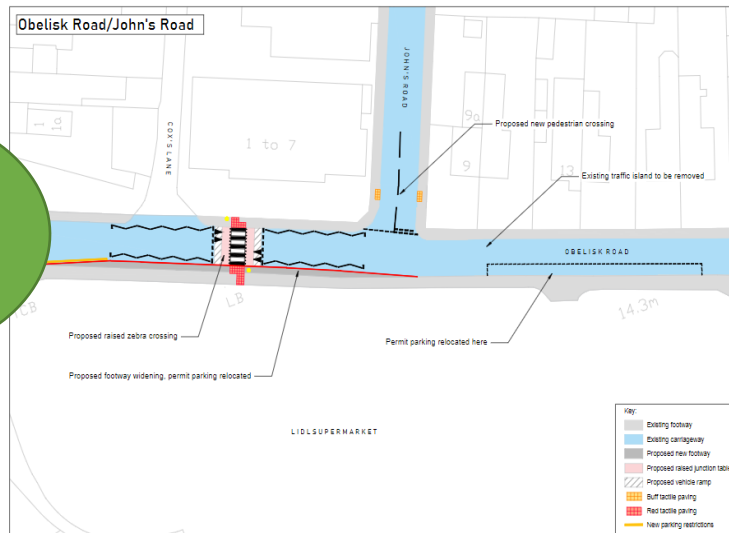 Obelisk Road/John's Road
JOHN'S ROAD
Proposed new pedestrian crossing
9a
COX'S LANE
1
1a
1 to 7
9
13
Existing traffic island to be removed
OBELISK ROAD
TCB
LB
14.3m
Proposed raised zebra crossing
Permit parking relocated here
Proposed footway widening, permit parking relocated
LIDL SUPERMARKET
Key:
Existing footway
Existing carriageway
Proposed new footway
Proposed raised junction table
Proposed vehicle ramp
Buff tactile paving
Red tactile paving
New parking restrictions